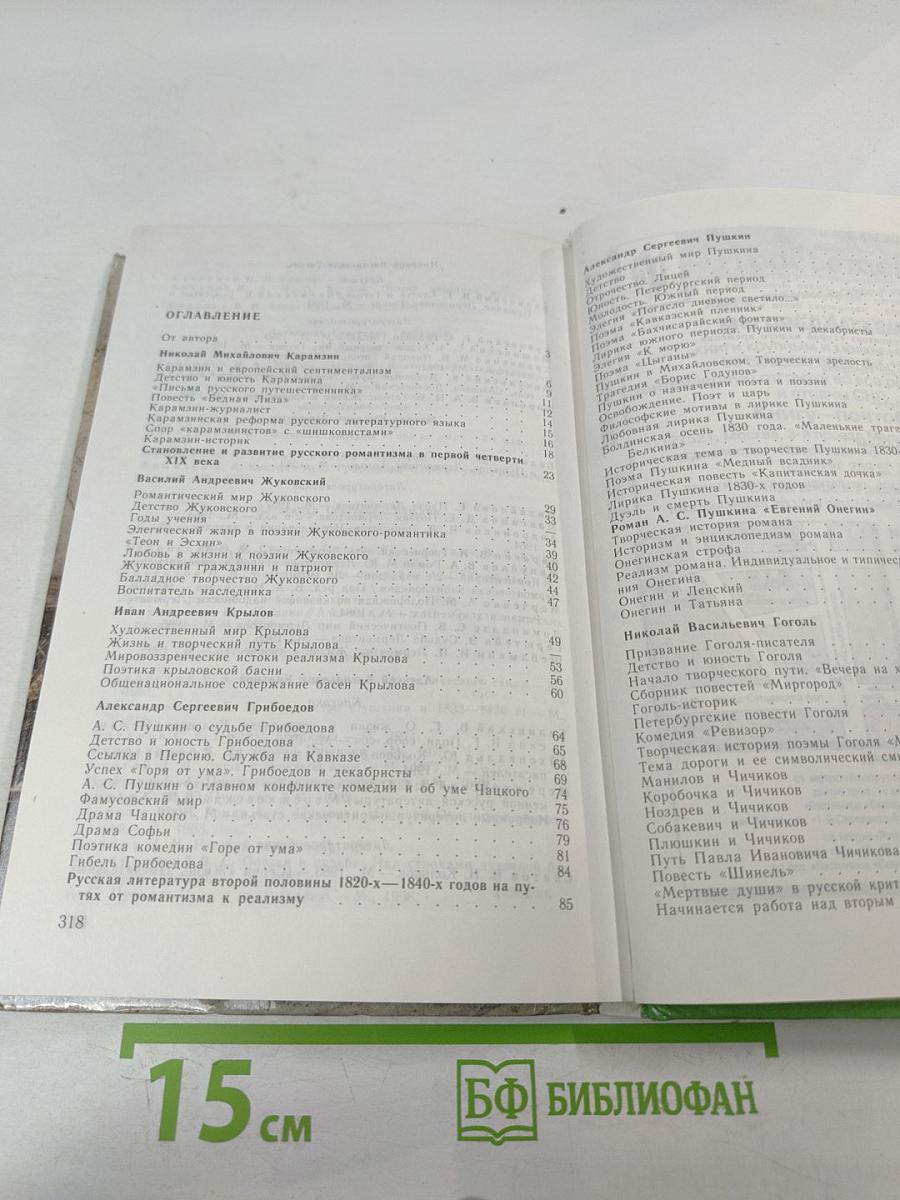 ОГЛАВЛЕНИЕ
От автора . . . 3
Николай Михайлович Карамзин
Карамзин и европейский сентиментализм . . . 6
Детство и юность Карамзина . . . 9
«Письма русского путешественника» . . . 11
Повесть «Бедная Лиза» . . . 12
Карамзин-журналист . . . 14
Карамзинская реформа русского литературного языка . . . 15
Спор «карамзинистов» с «шишковистами» . . . 16
Карамзин-историк . . . 18
Становление и развитие русского романтизма в первой четверти
XIX века . . . 23
Василий Андреевич Жуковский
Романтический мир Жуковского . . . 29
Детство Жуковского . . . 33
Годы учения
Элегический жанр в поэзии Жуковского-романтика . . . 34
«Теон и Эсхин» . . . 39
Любовь в жизни и поэзии Жуковского . . . 40
Жуковский гражданин и патриот . . . 42
Балладное творчество Жуковского . . . 44
Воспитатель наследника . . . 47
Иван Андреевич Крылов
Художественный мир Крылова . . . 49
Жизнь и творческий путь Крылова . . . —
Мировоззренческие истоки реализма Крылова . . . 53
Поэтика крыловской басни . . . 56
Общенациональное содержание басен Крылова . . . 60
Александр Сергеевич Грибоедов
А. С. Пушкин о судьбе Грибоедова . . . 64
Детство и юность Грибоедова . . . 65
Ссылка в Персию. Служба на Кавказе . . . 68
Успех «Горя от ума». Грибоедов и декабристы . . . 69
А. С. Пушкин о главном конфликте комедии и об уме Чацкого 74
Фамусовский мир . . . 75
Драма Чацкого . . . 76
Драма Софьи . . . 79
Поэтика комедии «Горе от ума» . . . 81
Гибель Грибоедова . . . 84
Русская литература второй половины 1820-х—1840-х годов на пу-
тях от романтизма к реализму . . . 85
318
Александр Сергеевич Пушкин
Художественный мир Пушкина
Детство
Отрочество. Лицей
Юность. Петербургский период
Молодость. Южный период
Элегия «Погасло дневное светило...»
Поэма «Кавказский пленник»
Поэма «Бахчисарайский фонтан»
Лирика южного периода. Пушкин и декабристы
Элегия «К морю»
Поэма «Цыганы»
Пушкин в Михайловском. Творческая зрелость
Трагедия «Борис Годунов»
Пушкин о назначении поэта и поэзии
Освобождение. Поэт и царь
Философские мотивы в лирике Пушкина
Любовная лирика Пушкина
Болдинская осень 1830 года. «Маленькие траге
Белкина»
Историческая тема в творчестве Пушкина 1830-
Поэма Пушкина «Медный всадник»
Историческая повесть «Капитанская дочка»
Лирика Пушкина 1830-х годов
Дуэль и смерть Пушкина
Роман А. С. Пушкина «Евгений Онегин»
Творческая история романа
Историзм и энциклопедизм романа
Онегинская строфа
Реализм романа. Индивидуальное и типическ
ния Онегина
Онегин и Ленский
Онегин и Татьяна
Николай Васильевич Гоголь
Призвание Гоголя-писателя
Детство и юность Гоголя
Начало творческого пути. «Вечера на х
Сборник повестей «Миргород»
Гоголь-историк
Петербургские повести Гоголя
Комедия «Ревизор»
Творческая история поэмы Гоголя «М
Тема дороги и ее символический смы
Манилов и Чичиков
Коробочка и Чичиков
Ноздрев и Чичиков
Собакевич и Чичиков
Плюшкин и Чичиков
Путь Павла Ивановича Чичикова
Повесть «Шинель»
«Мертвые души» в русской крит
Начинается работа над вторым
15 см
БФ БИБЛИОФАН